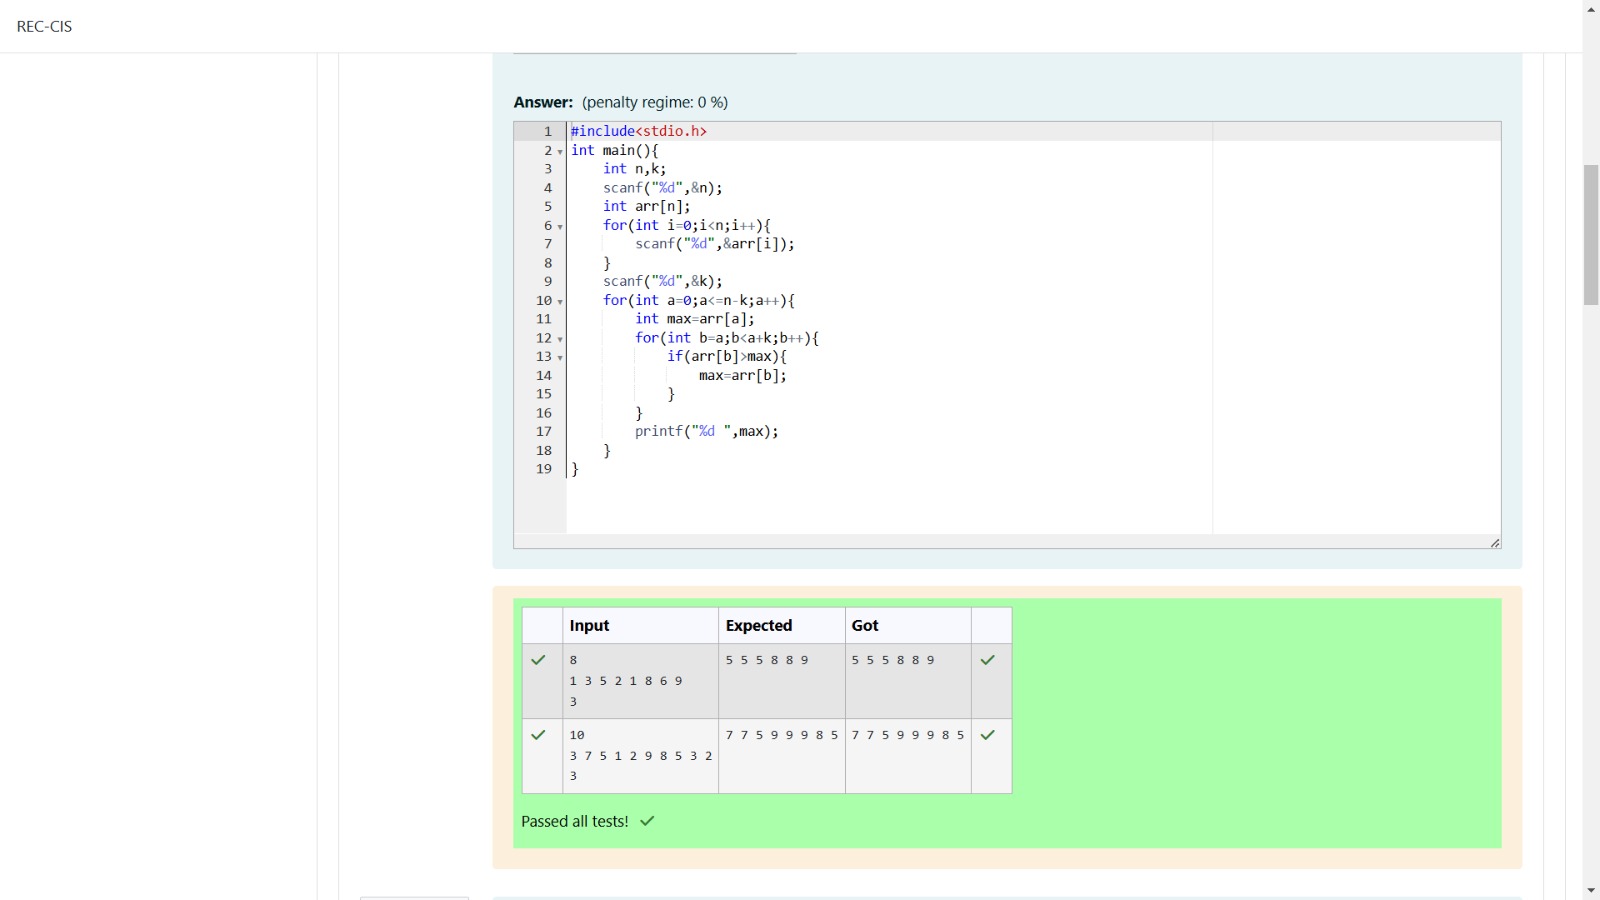 REC-CIS
Answer: (penalty regime: 0 %)
1 #include<stdio.h>
2 int main(){
3     int n,k;
4     scanf("%d",&n);
5     int arr[n];
6     for(int i=0;i<n;i++){
7         scanf("%d",&arr[i]);
8     }
9     scanf("%d",&k);
10     for(int a=0;a<=n-k;a++){
11         int max=arr[a];
12         for(int b=a;b<a+k;b++){
13             if(arr[b]>max){
14                 max=arr[b];
15             }
16         }
17         printf("%d ",max);
18     }
19 }
Input Expected Got
8 5 5 5 8 8 9 5 5 5 8 8 9
1 3 5 2 1 8 6 9
3
10 7 7 5 9 9 9 8 5 7 7 5 9 9 9 8 5
3 7 5 1 2 9 8 5 3 2
3
Passed all tests!